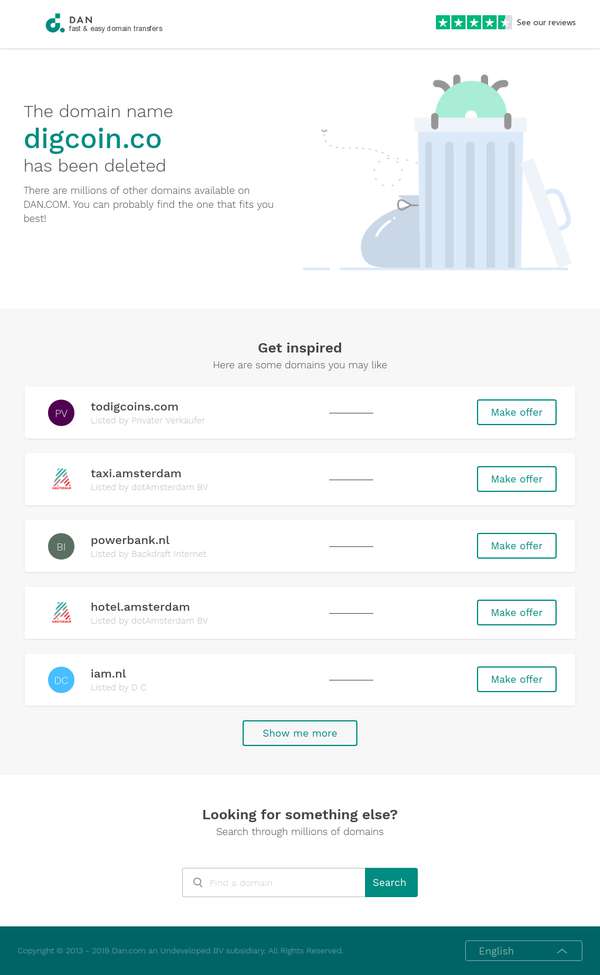 DAN
fast & easy domain transfers
See our reviews
The domain name
digcoin.co
has been deleted
There are millions of other domains available on
DAN.COM. You can probably find the one that fits you
best!
Get inspired
Here are some domains you may like
PV
todigcoins.com
Listed by Privater Verkäufer
Make offer
taxi.amsterdam
Listed by dotAmsterdam BV
Make offer
BI
powerbank.nl
Listed by Backdraft Internet
Make offer
hotel.amsterdam
Listed by dotAmsterdam BV
Make offer
DC
iam.nl
Listed by D C
Make offer
Show me more
Looking for something else?
Search through millions of domains
Find a domain
Search
Copyright © 2013 - 2019 Dan.com an Undeveloped BV subsidiary. All Rights Reserved.
English